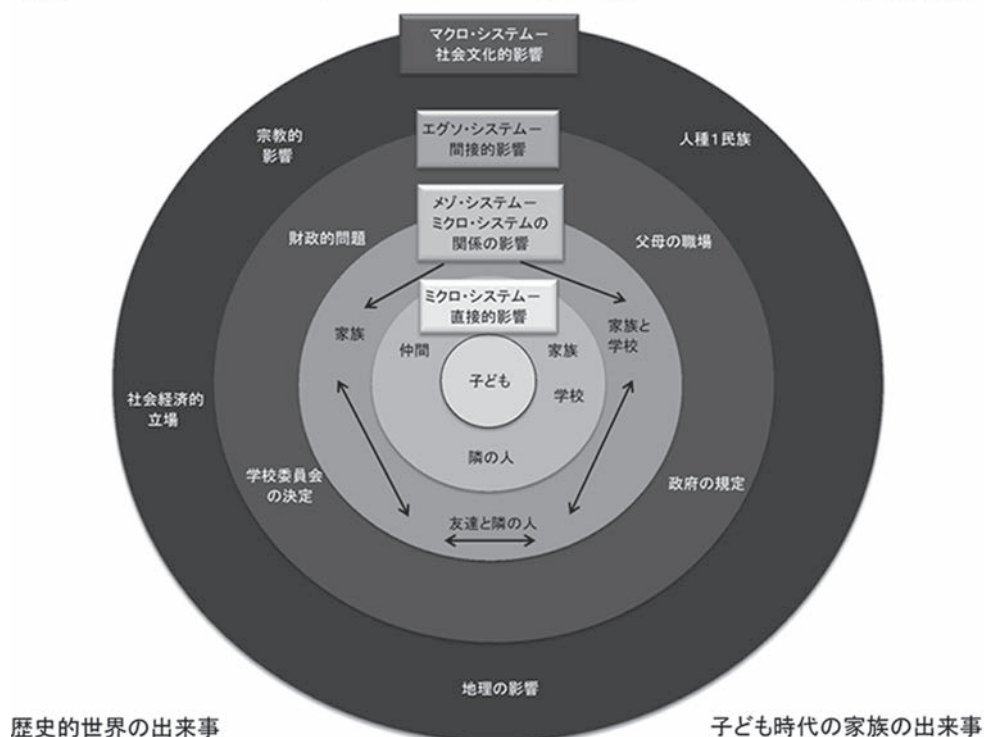 マクロ・システムー
社会文化的影響
宗教的
影響
エグソ・システムー
間接的影響
人種1民族
財政的問題
メゾ・システムー
ミクロ・システムの
関係の影響
父母の職場
ミクロ・システムー
直接的影響
家族
仲間
家族
家族と
学校
子ども
学校
社会経済的
立場
隣の人
学校委員会
の決定
政府の規定
友達と隣の人
地理の影響
歴史的世界の出来事
子ども時代の家族の出来事